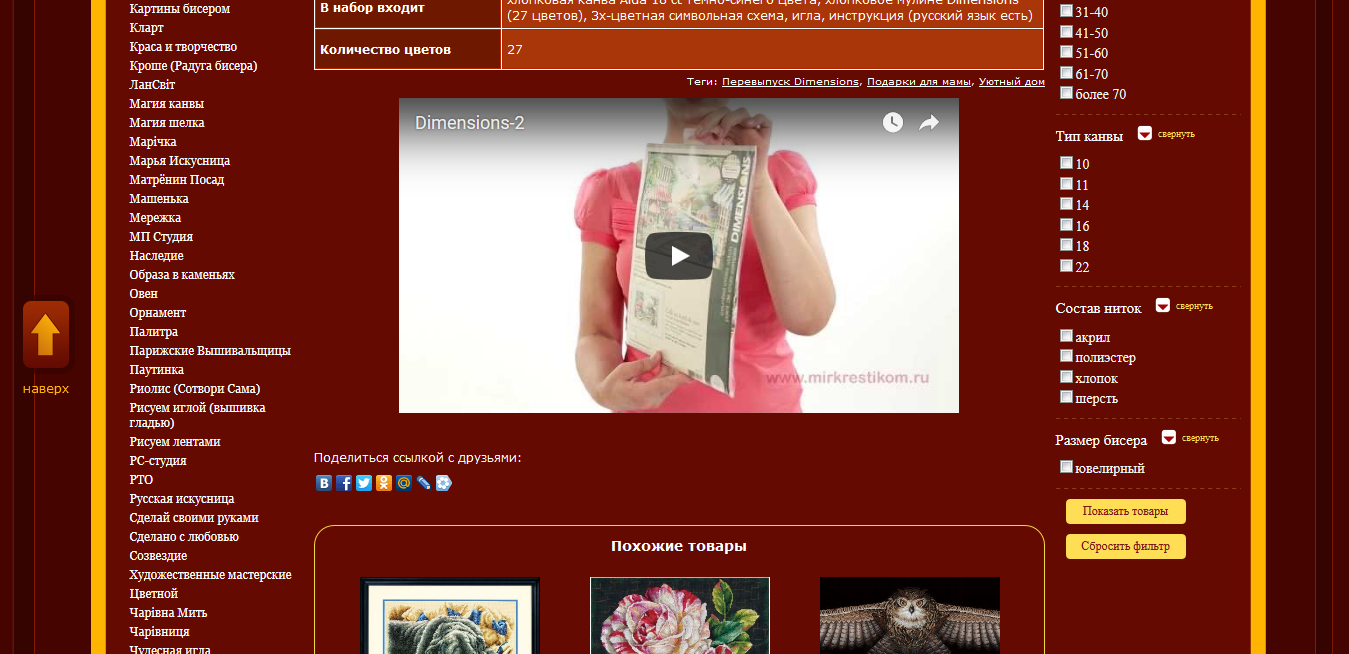 Картины бисером
Кларт
Краса и творчество
Кроше (Радуга бисера)
ЛанСвіт
Магия канвы
Магия шелка
Марічка
Марья Искусница
Матрёнин Посад
Машенька
Мережка
МП Студия
Наследие
Образа в каменьях
Овен
Орнамент
Палитра
Парижские Вышивальщицы
Паутинка
Риолис (Сотвори Сама)
Рисуем иглой (вышивка
гладью)
Рисуем лентами
РС-студия
РТО
Русская искусница
Сделай своими руками
Сделано с любовью
Созвездие
Художественные мастерские
Цветной
Чарівна Мить
Чарівниця
Чудесная игла
наверх
В набор входит
хлопковая канва Aida 18 ct темно-синего цвета, хлопковое мулине Dimensions
(27 цветов), 3х-цветная символьная схема, игла, инструкция (русский язык есть)
Количество цветов
27
Теги: Перевыпуск Dimensions, Подарки для мамы, Уютный дом
Dimensions-2
DIMENSIONS
www.mirkrestikom.ru
Поделиться ссылкой с друзьями:
Похожие товары
31-40
41-50
51-60
61-70
более 70
Тип канвы свернуть
10
11
14
16
18
22
Состав ниток свернуть
акрил
полиэстер
хлопок
шерсть
Размер бисера свернуть
ювелирный
Показать товары
Сбросить фильтр